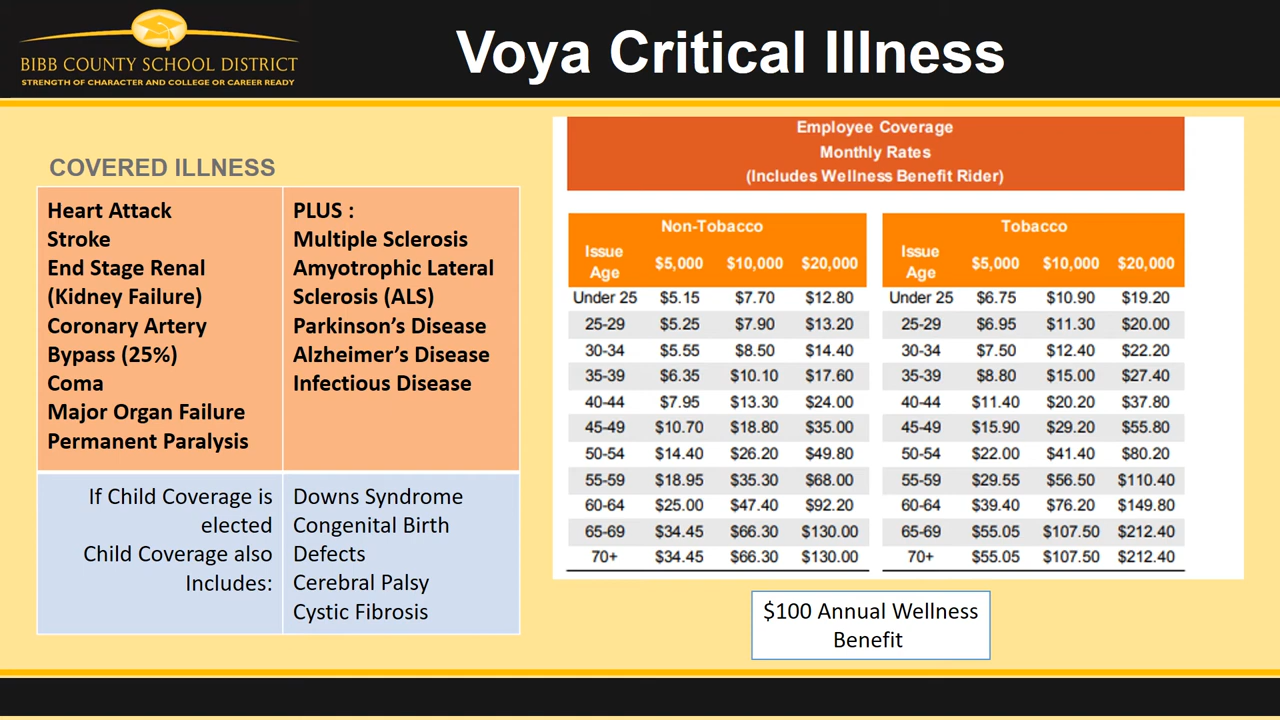 BIBB COUNTY SCHOOL DISTRICT
STRENGTH OF CHARACTER AND COLLEGE OR CAREER READY
Voya Critical Illness
COVERED ILLNESS
Heart Attack
Stroke
End Stage Renal
(Kidney Failure)
Coronary Artery
Bypass (25%)
Coma
Major Organ Failure
Permanent Paralysis
PLUS :
Multiple Sclerosis
Amyotrophic Lateral
Sclerosis (ALS)
Parkinson’s Disease
Alzheimer’s Disease
Infectious Disease
If Child Coverage is
elected
Child Coverage also
Includes:
Downs Syndrome
Congenital Birth
Defects
Cerebral Palsy
Cystic Fibrosis
Employee Coverage
Monthly Rates
(Includes Wellness Benefit Rider)
Non-Tobacco
Issue
Age $5,000 $10,000 $20,000
Under 25 $5.15 $7.70 $12.80
25-29 $5.25 $7.90 $13.20
30-34 $5.55 $8.50 $14.40
35-39 $6.35 $10.10 $17.60
40-44 $7.95 $13.30 $24.00
45-49 $10.70 $18.80 $35.00
50-54 $14.40 $26.20 $49.80
55-59 $18.95 $35.30 $68.00
60-64 $25.00 $47.40 $92.20
65-69 $34.45 $66.30 $130.00
70+ $34.45 $66.30 $130.00
Tobacco
Issue
Age $5,000 $10,000 $20,000
Under 25 $6.75 $10.90 $19.20
25-29 $6.95 $11.30 $20.00
30-34 $7.50 $12.40 $22.20
35-39 $8.80 $15.00 $27.40
40-44 $11.40 $20.20 $37.80
45-49 $15.90 $29.20 $55.80
50-54 $22.00 $41.40 $80.20
55-59 $29.55 $56.50 $110.40
60-64 $39.40 $76.20 $149.80
65-69 $55.05 $107.50 $212.40
70+ $55.05 $107.50 $212.40
$100 Annual Wellness
Benefit